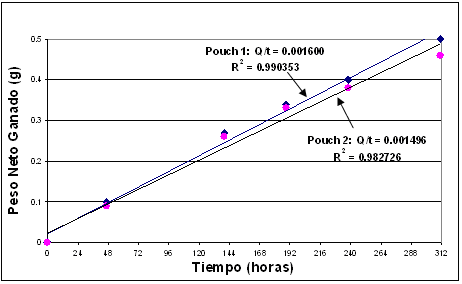 Peso Neto Ganado (g)
0.5
0.4
0.3
0.2
0.1
0
Pouch 1: Q/t = 0.001600
R2 = 0.990353
Pouch 2: Q/t = 0.001496
R2 = 0.982726
0 24 48 72 96 120 144 168 192 216 240 264 288 312
Tiempo (horas)